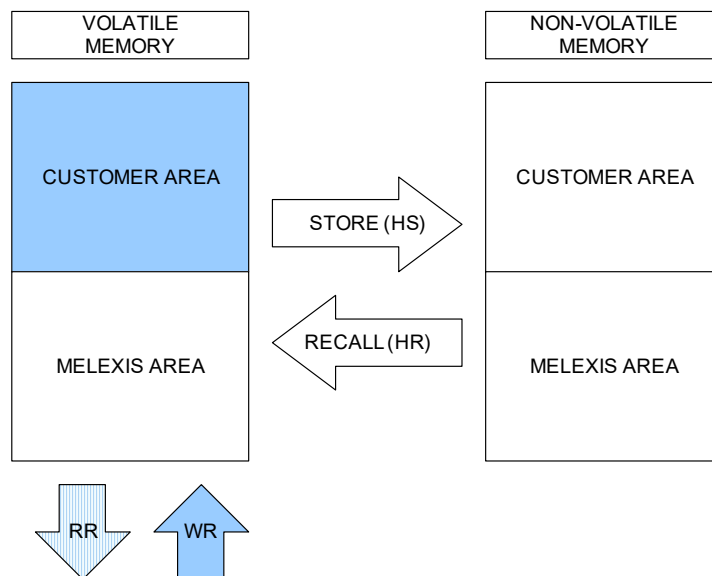 VOLATILE
MEMORY
NON-VOLATILE
MEMORY
CUSTOMER AREA
CUSTOMER AREA
STORE (HS)
RECALL (HR)
MELEXIS AREA
MELEXIS AREA
RR
WR